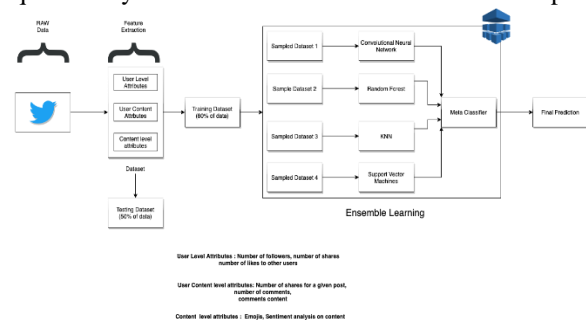 RAW
Data
Feature
Extraction
User Level
Attributes
User Content
Attributes
Content level
attributes
Dataset
Testing Dataset
(50% of data)
Training Dataset
(80% of data)
Sampled Dataset 1
Convolutional Neural
Network
Sample Dataset 2
Random Forest
Sampled Dataset 3
KNN
Sampled Dataset 4
Support Vector
Machines
Meta Classifier
Final Prediction
Ensemble Learning
User Level Attributes : Number of followers, number of shares
number of likes to other users
User Content level attributes: Number of shares for a given post,
number of comments,
comments content
Content level attributes : Emojis, Sentiment analysis on content